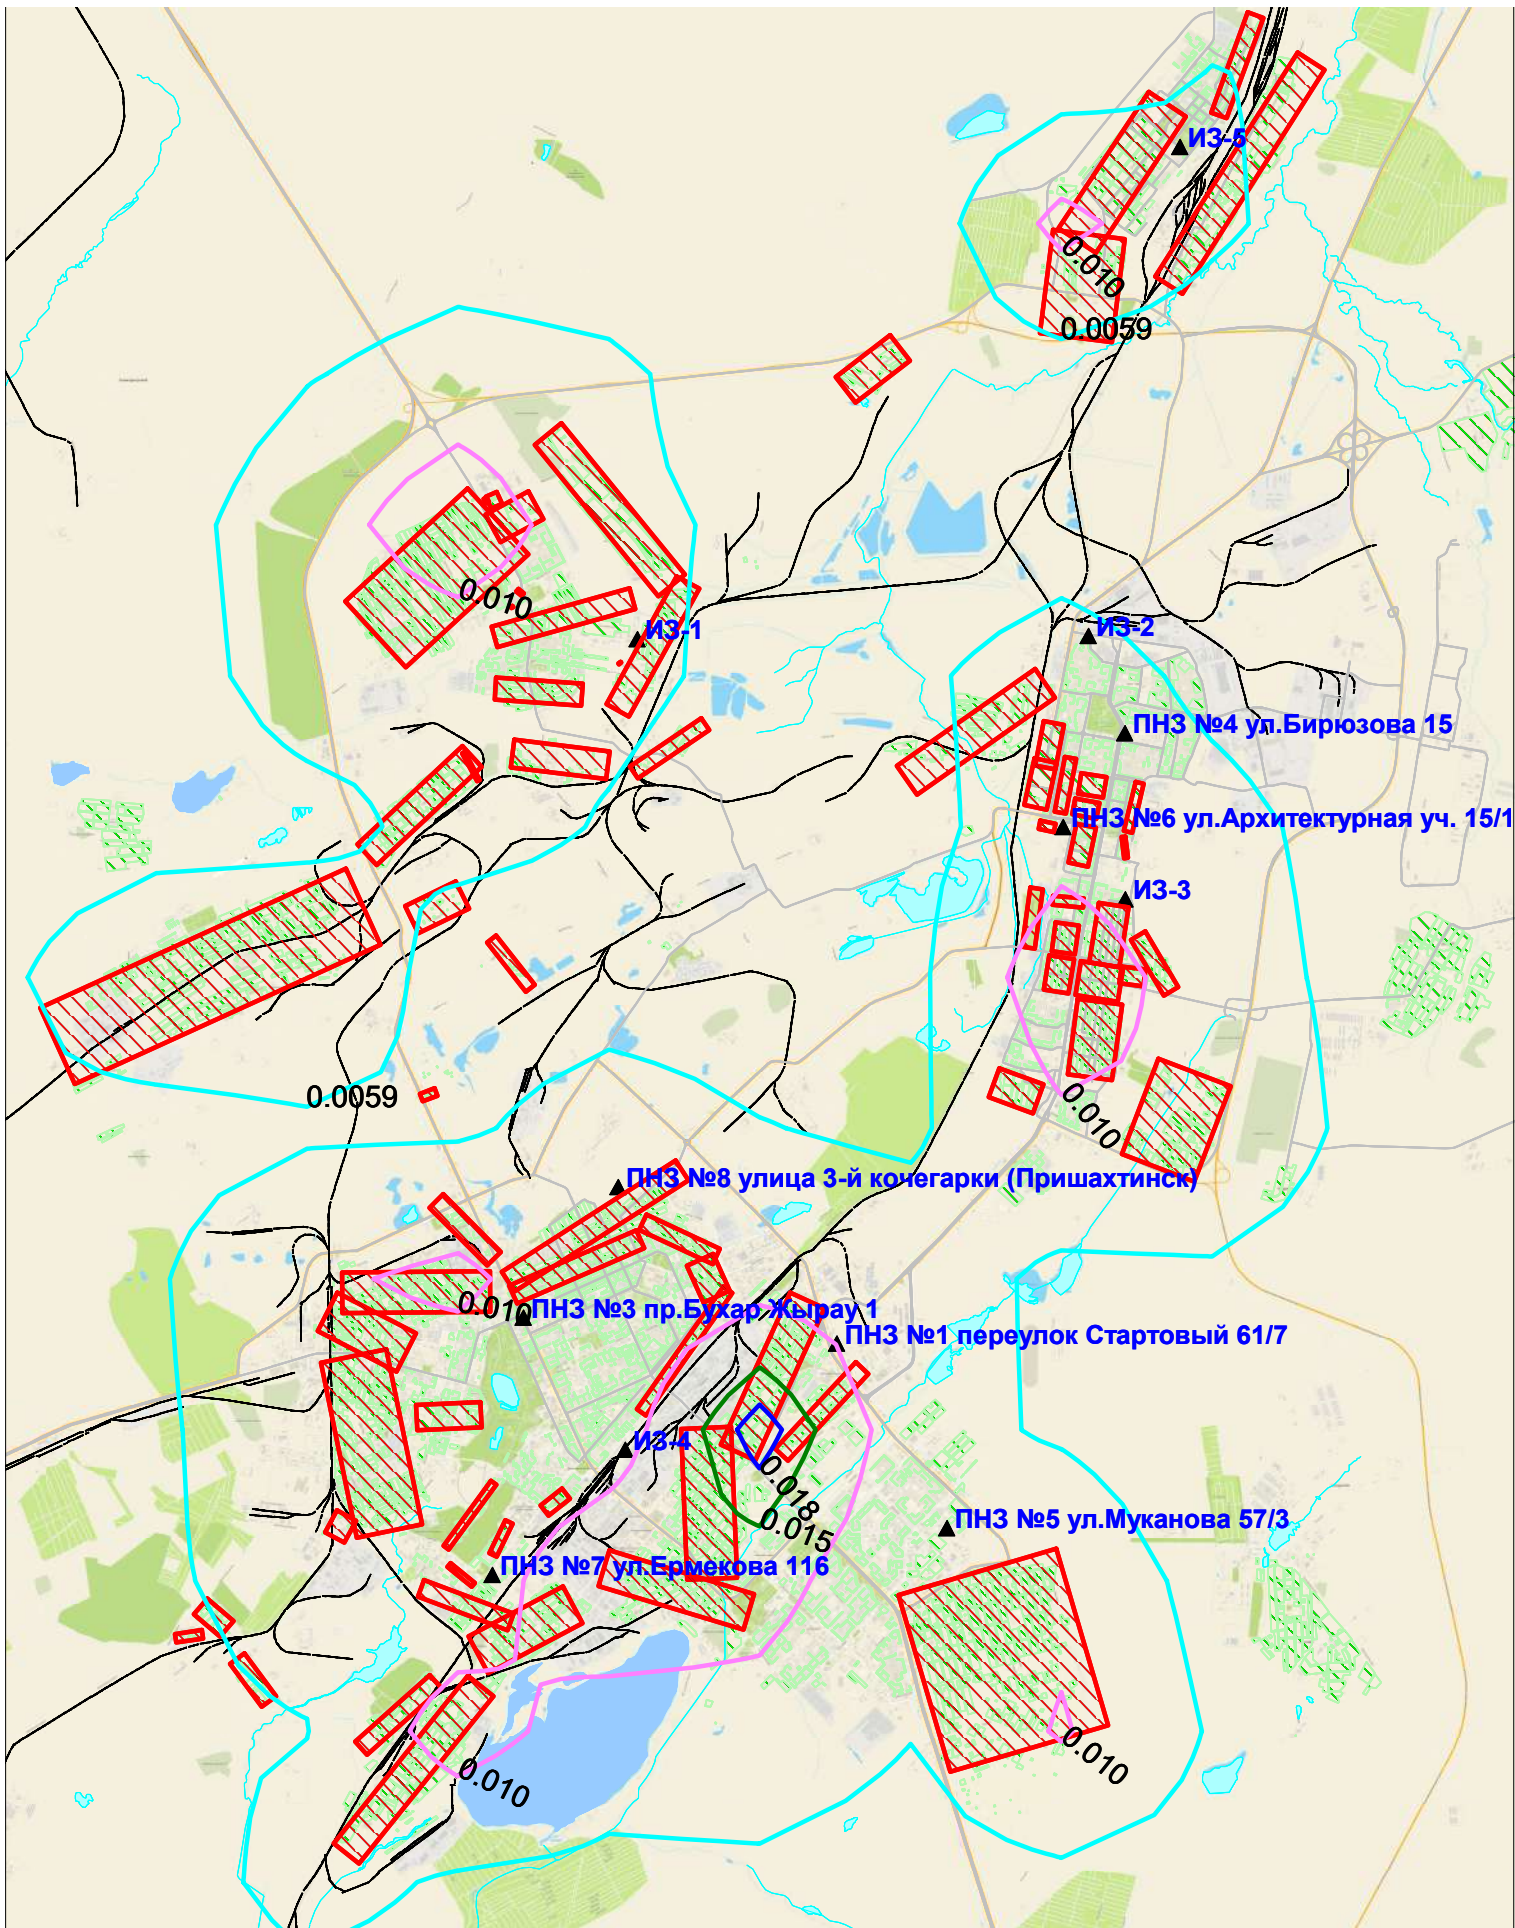 ИЗ-5
0.010
0.0059
0.010
ИЗ-1
ИЗ-2
ПНЗ №4 ул.Бирюзова 15
ПНЗ №6 ул.Архитектурная уч. 15/1
ИЗ-3
0.0059
0.010
ПНЗ №8 улица 3-й кочегарки (Пришахтинск)
0.010
ПНЗ №3 пр.Бухар Жырау 1
ПНЗ №1 переулок Стартовый 61/7
ИЗ-4
0.018
0.015
ПНЗ №5 ул.Муканова 57/3
ПНЗ №7 ул.Ермекова 116
0.010
0.010